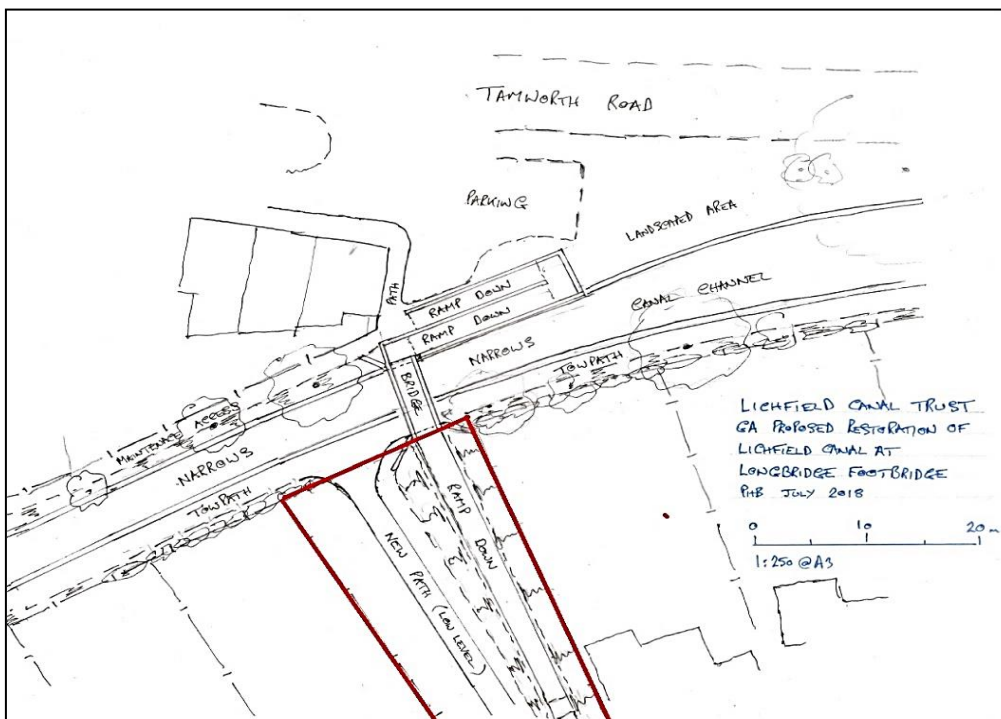 TAMWORTH ROAD
PARKING
LANDSCAPED AREA
PATH
RAMP DOWN
RAMP DOWN
CANAL CHANNEL
NARROWS
BRIDGE
TOWPATH
MAINTENANCE ACCESS
NARROWS
TOWPATH
RAMP DOWN
NEW PATH (LOW LEVEL)
LICHFIELD CANAL TRUST
GA PROPOSED RESTORATION OF
LICHFIELD CANAL AT
LONGBRIDGE FOOTBRIDGE
PHB JULY 2018
0 10 20m
1:250 @A3